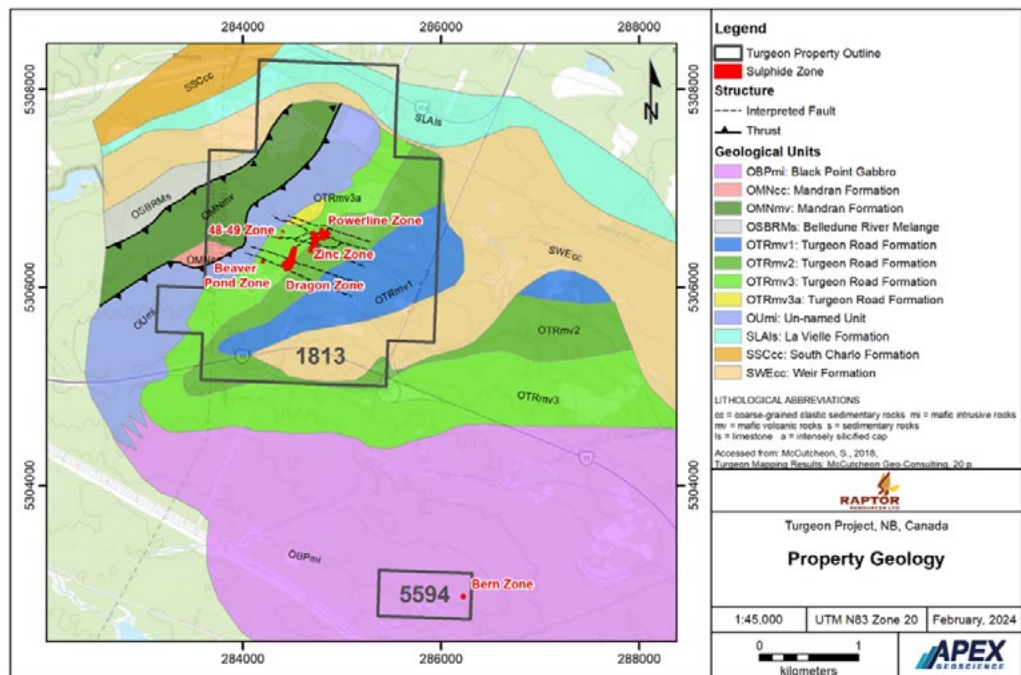 284000
286000
288000
5308000
5306000
5304000
SSCcc
SLAls
OSBRMs
OMNmv
OTRmv3a
Powerline Zone
48-49 Zone
Zinc Zone
OMNcc
Beaver
Pond Zone
Dragon Zone
OTRmv1
SWEcc
OUmi
OTRmv2
1813
OTRmv3
11
N
5308000
5306000
5304000
OBPmi
5594
Bern Zone
284000
286000
288000
Legend
Turgeon Property Outline
Sulphide Zone
Structure
Interpreted Fault
Thrust
Geological Units
OBPmi: Black Point Gabbro
OMNcc: Mandran Formation
OMNmv: Mandran Formation
OSBRMs: Belledune River Melange
OTRmv1: Turgeon Road Formation
OTRmv2: Turgeon Road Formation
OTRmv3: Turgeon Road Formation
OTRmv3a: Turgeon Road Formation
OUmi: Un-named Unit
SLAls: La Vielle Formation
SSCcc: South Charlo Formation
SWEcc: Weir Formation
LITHOLOGICAL ABBREVIATIONS
cc = coarse-grained clastic sedimentary rocks mi = mafic intrusive rocks
mv = mafic volcanic rocks s = sedimentary rocks
ls = limestone a = intensely silicified cap
Accessed from: McCutcheon, S., 2018,
Turgeon Mapping Results: McCutcheon Geo-Consulting, 20 p.
RAPTOR
RESOURCES LTD
Turgeon Project, NB, Canada
Property Geology
1:45,000
UTM N83 Zone 20
February, 2024
0 1
kilometers
APEX
GEOSCIENCE